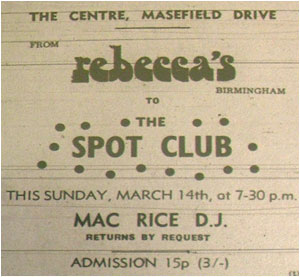 THE CENTRE, MASEFIELD DRIVE
FROM
rebecca's
BIRMINGHAM
TO
THE
SPOT CLUB
THIS SUNDAY, MARCH 14th, at 7-30 p.m.
MAC RICE D.J.
RETURNS BY REQUEST
ADMISSION 15p (3/-)